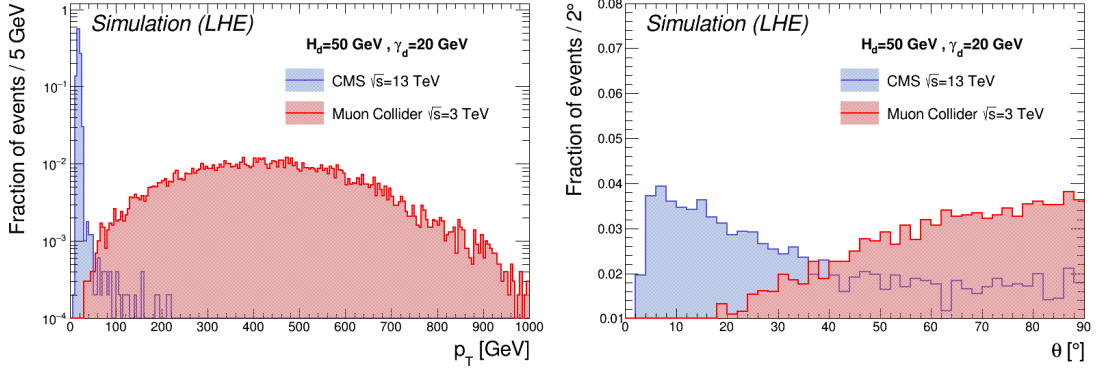 Simulation (LHE)
H_d=50 GeV , γ_d=20 GeV
CMS √s=13 TeV
Muon Collider √s=3 TeV
Fraction of events / 5 GeV
1
10⁻¹
10⁻²
10⁻³
10⁻⁴
0 100 200 300 400 500 600 700 800 900 1000
p_T [GeV]
Simulation (LHE)
H_d=50 GeV , γ_d=20 GeV
CMS √s=13 TeV
Muon Collider √s=3 TeV
Fraction of events / 2°
0.08
0.07
0.06
0.05
0.04
0.03
0.02
0.01
0 10 20 30 40 50 60 70 80 90
θ [°]